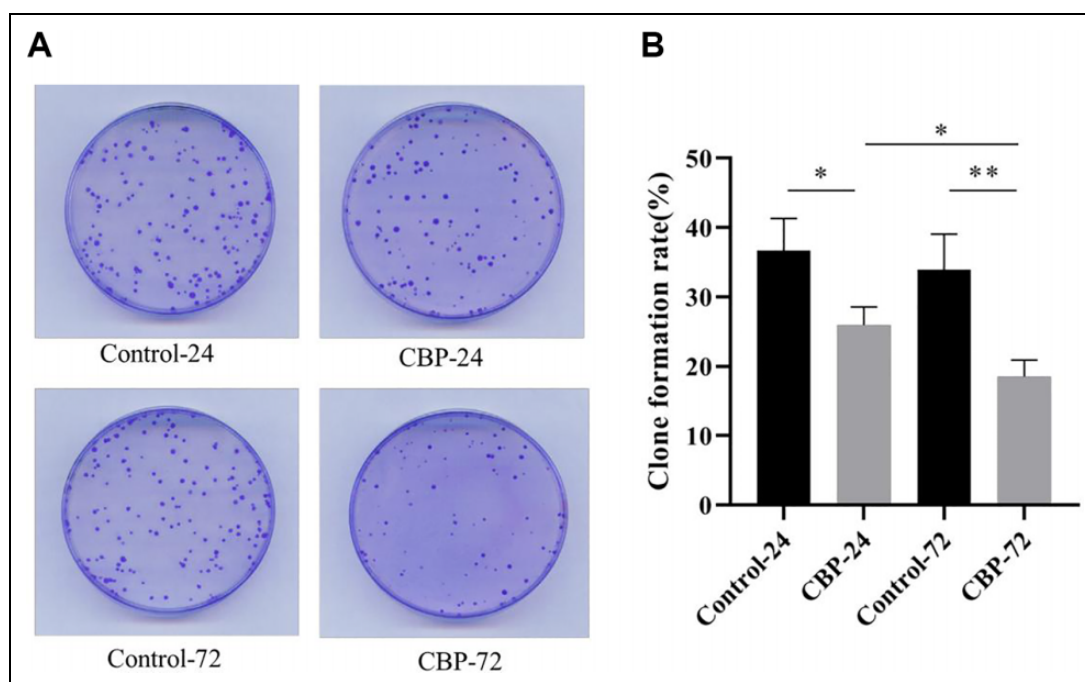 A
Control-24
CBP-24
Control-72
CBP-72
B
Clone formation rate(%)
50
40
30
20
10
0
*
*
**
Control-24
CBP-24
Control-72
CBP-72